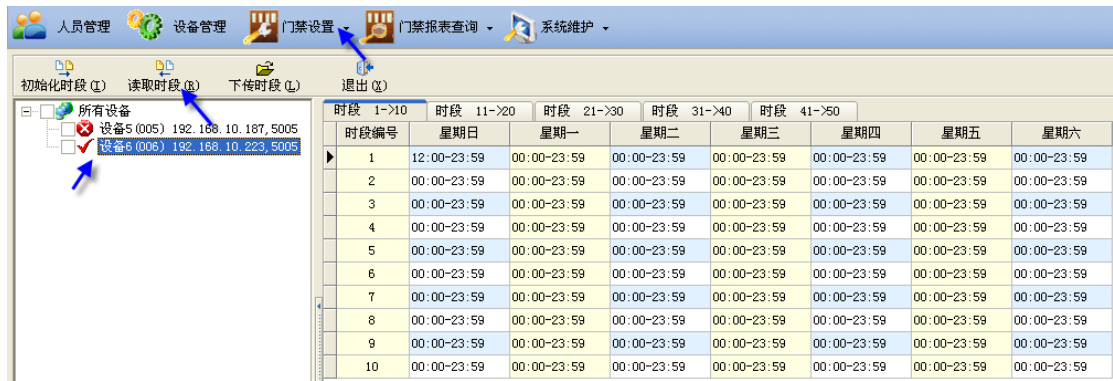 人员管理 设备管理 门禁设置 门禁报表查询 系统维护
初始化时段(I) 读取时段(R) 下传时段(L) 退出(X)
所有设备
设备5(005) 192.168.10.187,5005
设备6(006) 192.168.10.223,5005
时段 1->10 时段 11->20 时段 21->30 时段 31->40 时段 41->50
时段编号 星期日 星期一 星期二 星期三 星期四 星期五 星期六
1 12:00-23:59 00:00-23:59 00:00-23:59 00:00-23:59 00:00-23:59 00:00-23:59 00:00-23:59
2 00:00-23:59 00:00-23:59 00:00-23:59 00:00-23:59 00:00-23:59 00:00-23:59 00:00-23:59
3 00:00-23:59 00:00-23:59 00:00-23:59 00:00-23:59 00:00-23:59 00:00-23:59 00:00-23:59
4 00:00-23:59 00:00-23:59 00:00-23:59 00:00-23:59 00:00-23:59 00:00-23:59 00:00-23:59
5 00:00-23:59 00:00-23:59 00:00-23:59 00:00-23:59 00:00-23:59 00:00-23:59 00:00-23:59
6 00:00-23:59 00:00-23:59 00:00-23:59 00:00-23:59 00:00-23:59 00:00-23:59 00:00-23:59
7 00:00-23:59 00:00-23:59 00:00-23:59 00:00-23:59 00:00-23:59 00:00-23:59 00:00-23:59
8 00:00-23:59 00:00-23:59 00:00-23:59 00:00-23:59 00:00-23:59 00:00-23:59 00:00-23:59
9 00:00-23:59 00:00-23:59 00:00-23:59 00:00-23:59 00:00-23:59 00:00-23:59 00:00-23:59
10 00:00-23:59 00:00-23:59 00:00-23:59 00:00-23:59 00:00-23:59 00:00-23:59 00:00-23:59